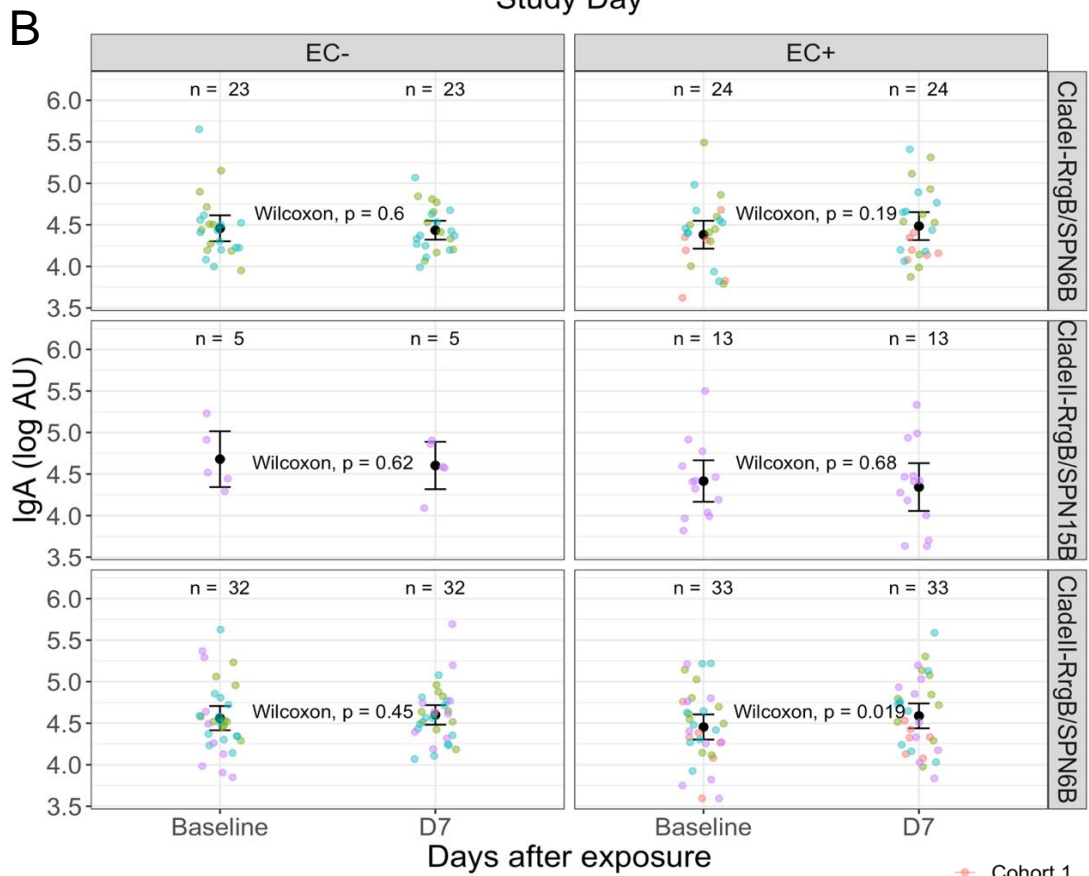 Study Day
B
EC-
EC+
n = 23
n = 23
n = 24
n = 24
6.0
5.5
5.0
4.5
4.0
3.5
Wilcoxon, p = 0.6
Wilcoxon, p = 0.19
CladeI-RrgB/SPN6B
n = 5
n = 5
n = 13
n = 13
6.0
5.5
5.0
4.5
4.0
3.5
Wilcoxon, p = 0.62
Wilcoxon, p = 0.68
CladeII-RrgB/SPN15B
IgA (log AU)
n = 32
n = 32
n = 33
n = 33
6.0
5.5
5.0
4.5
4.0
3.5
Wilcoxon, p = 0.45
Wilcoxon, p = 0.019
CladeII-RrgB/SPN6B
Baseline
D7
Baseline
D7
Days after exposure
Cohort 1